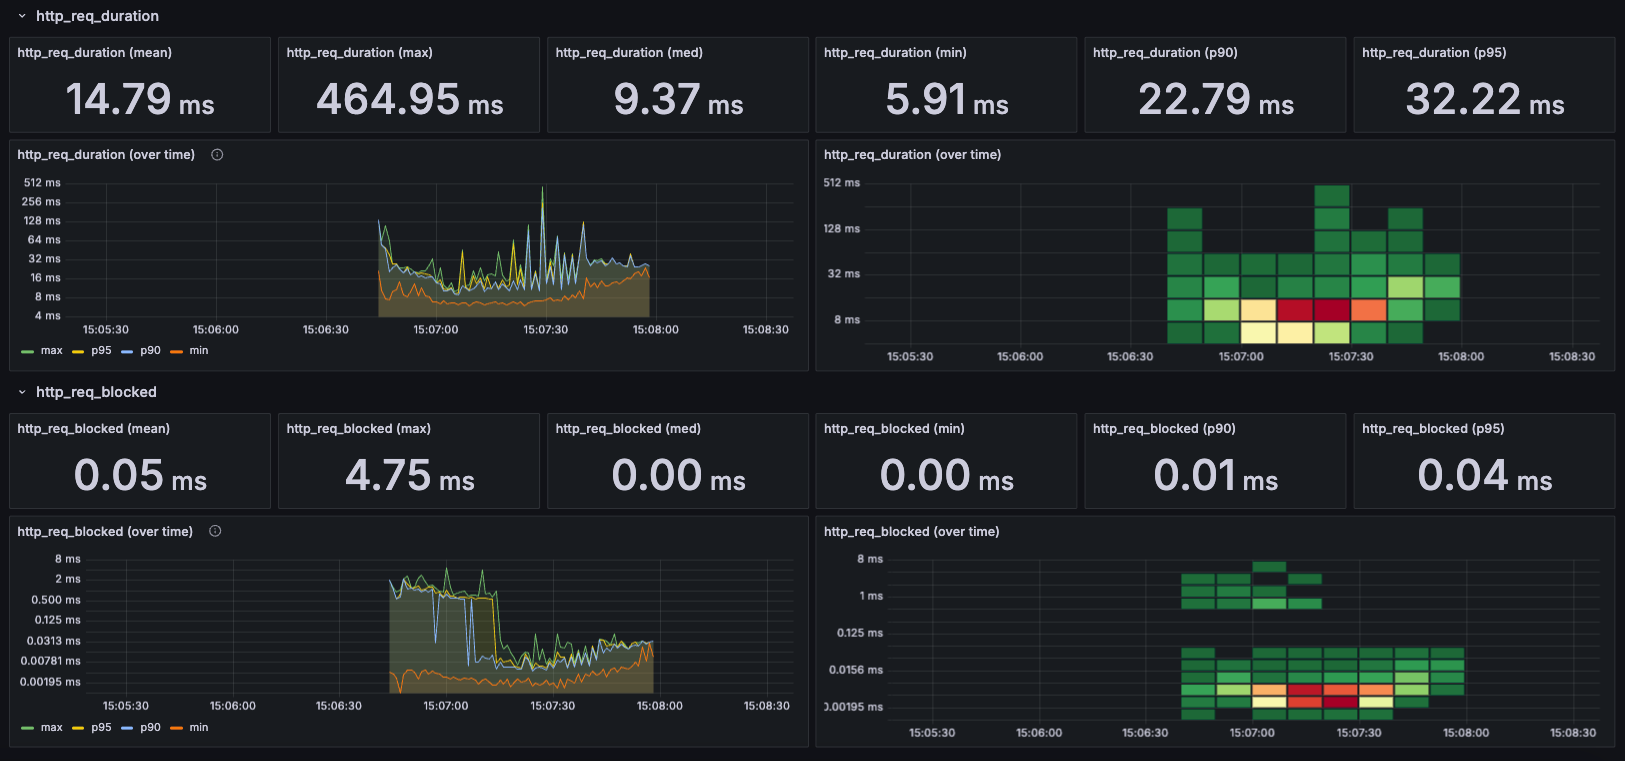 http_req_duration
http_req_duration (mean)
14.79 ms
http_req_duration (max)
464.95 ms
http_req_duration (med)
9.37 ms
http_req_duration (min)
5.91 ms
http_req_duration (p90)
22.79 ms
http_req_duration (p95)
32.22 ms
http_req_duration (over time)
512 ms
256 ms
128 ms
64 ms
32 ms
16 ms
8 ms
4 ms
15:05:30 15:06:00 15:06:30 15:07:00 15:07:30 15:08:00 15:08:30
max p95 p90 min
http_req_duration (over time)
512 ms
128 ms
32 ms
8 ms
15:05:30 15:06:00 15:06:30 15:07:00 15:07:30 15:08:00 15:08:30
http_req_blocked
http_req_blocked (mean)
0.05 ms
http_req_blocked (max)
4.75 ms
http_req_blocked (med)
0.00 ms
http_req_blocked (min)
0.00 ms
http_req_blocked (p90)
0.01 ms
http_req_blocked (p95)
0.04 ms
http_req_blocked (over time)
8 ms
2 ms
0.500 ms
0.125 ms
0.0313 ms
0.00781 ms
0.00195 ms
15:05:30 15:06:00 15:06:30 15:07:00 15:07:30 15:08:00 15:08:30
max p95 p90 min
http_req_blocked (over time)
8 ms
1 ms
0.125 ms
0.0156 ms
0.00195 ms
15:05:30 15:06:00 15:06:30 15:07:00 15:07:30 15:08:00 15:08:30